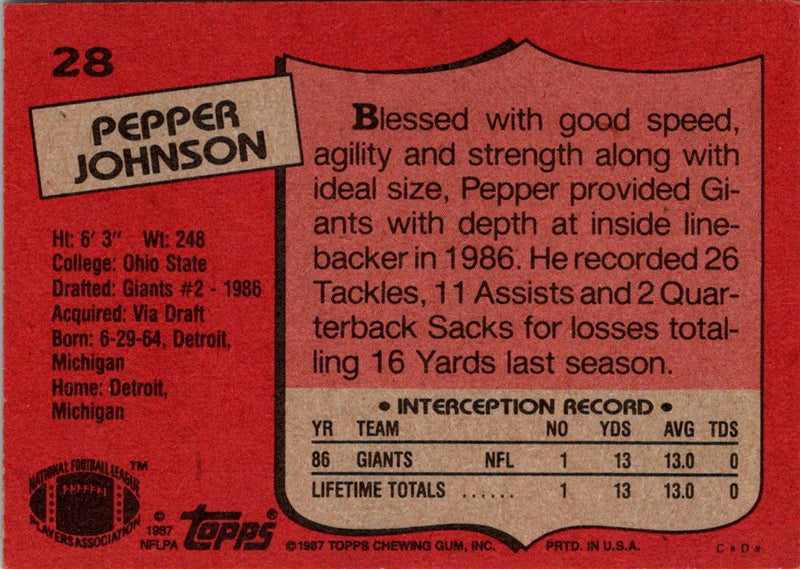 28
PEPPER
JOHNSON
Ht: 6' 3" Wt: 248
College: Ohio State
Drafted: Giants #2 - 1986
Acquired: Via Draft
Born: 6-29-64, Detroit,
Michigan
Home: Detroit,
Michigan
Blessed with good speed,
agility and strength along with
ideal size, Pepper provided Gi-
ants with depth at inside line-
backer in 1986. He recorded 26
Tackles, 11 Assists and 2 Quar-
terback Sacks for losses total-
ling 16 Yards last season.
• INTERCEPTION RECORD •
YR TEAM NO YDS AVG TDS
86 GIANTS NFL 1 13 13.0 0
LIFETIME TOTALS ...... 1 13 13.0 0
NATIONAL FOOTBALL LEAGUE ™
PLAYERS ASSOCIATION
© 1987 NFLPA
TOPPS®
© 1987 TOPPS CHEWING GUM, INC. PRTD. IN U.S.A.
C * D *